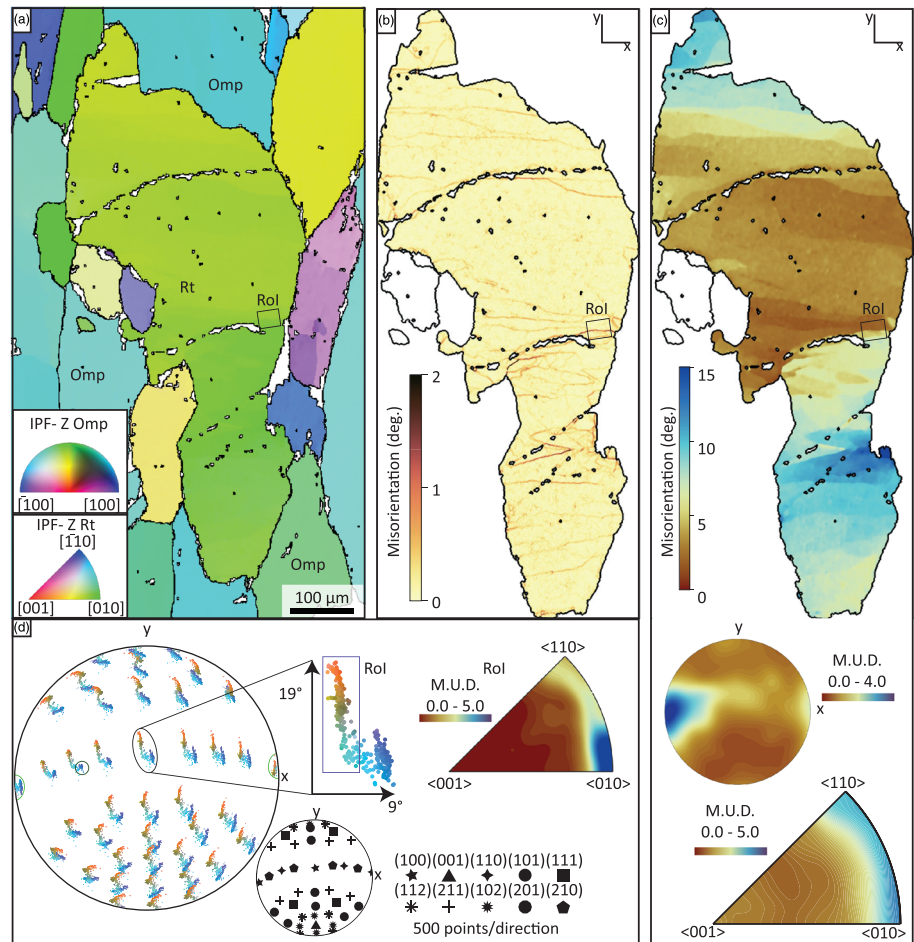 (a)
Omp
Rt
RoI
Omp
Omp
IPF- Z Omp
[1̄00] [100]
IPF- Z Rt
[1̄10]
[001] [010]
100 µm
(b)
y
x
RoI
2
1
0
Misorientation (deg.)
(c)
y
x
RoI
15
10
5
0
Misorientation (deg.)
y
x
M.U.D.
0.0 - 4.0
M.U.D.
0.0 - 5.0
<110>
<001> <010>
(d)
y
x
19°
9°
RoI
M.U.D.
0.0 - 5.0
RoI
<110>
<001> <010>
y
x
(100)(001)(110)(101)(111)
(112)(211)(102)(201)(210)
500 points/direction